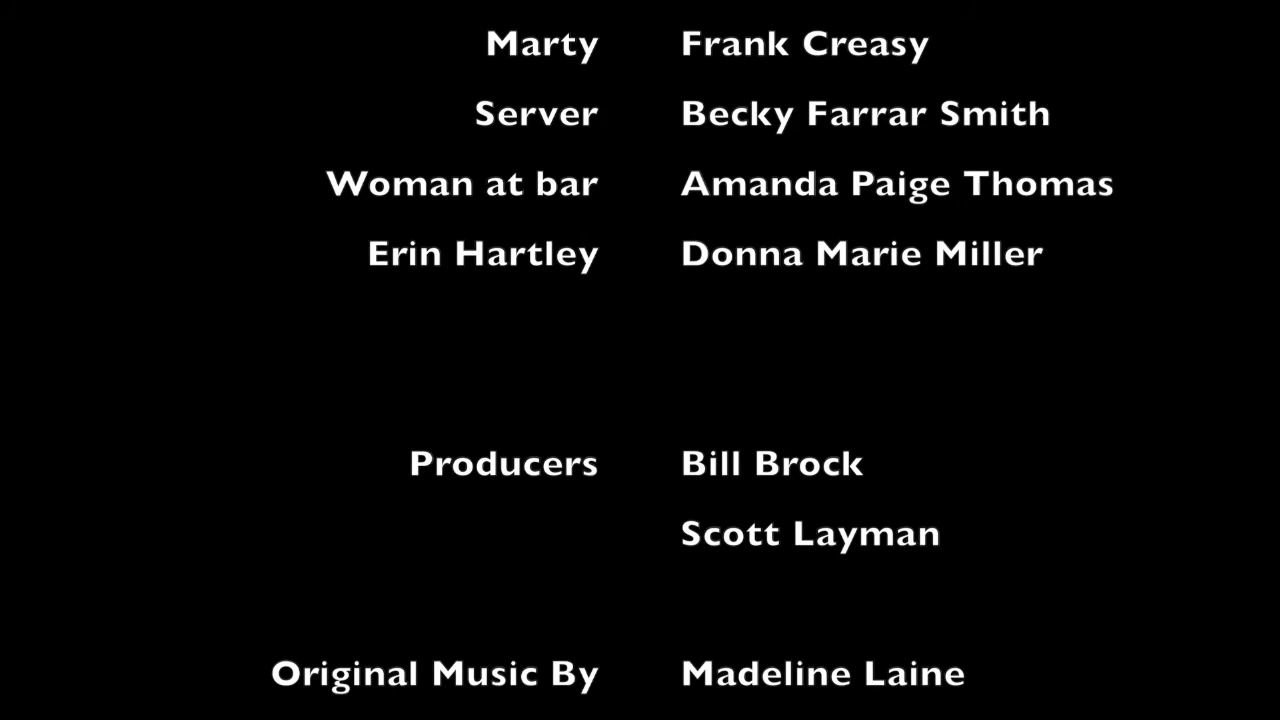 Marty Frank Creasy
Server Becky Farrar Smith
Woman at bar Amanda Paige Thomas
Erin Hartley Donna Marie Miller
Producers Bill Brock
Scott Layman
Original Music By Madeline Laine